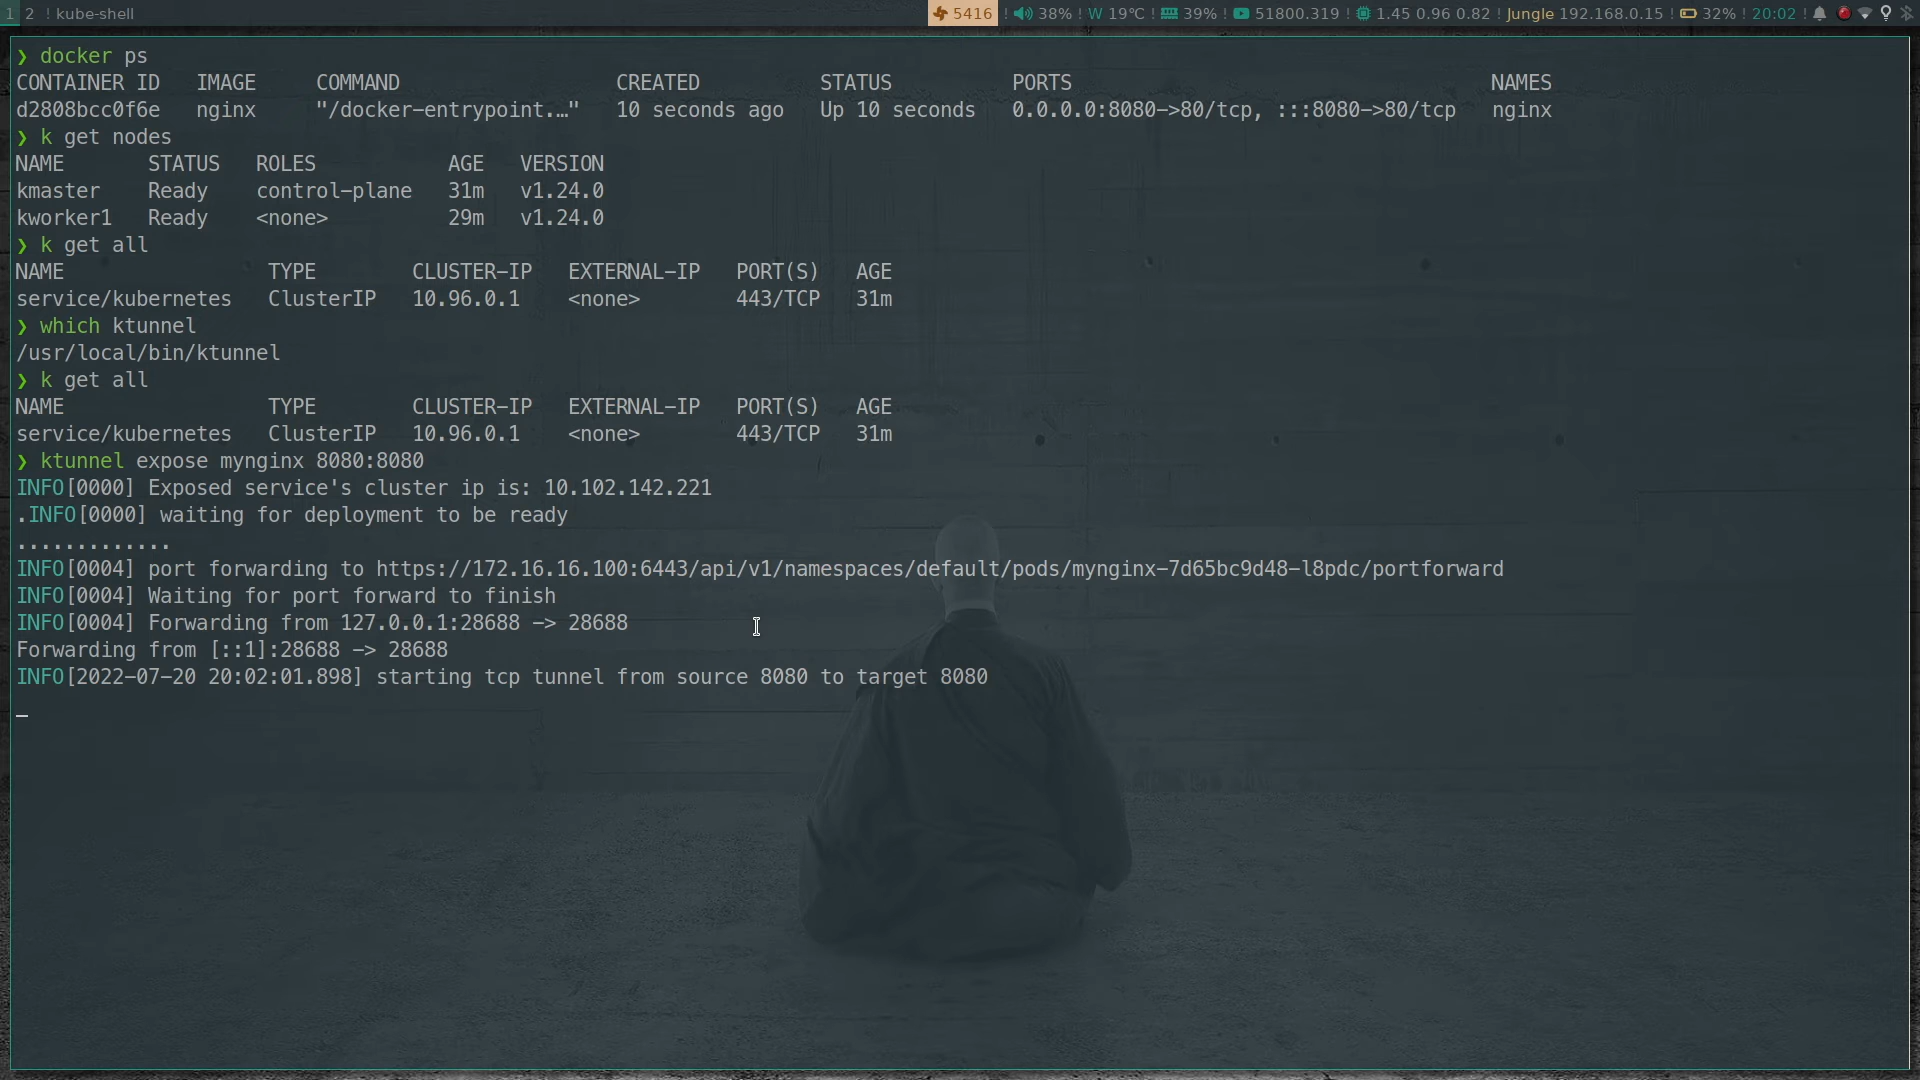 1 2 ! kube-shell 5416 ! 38% ! W 19℃ ! 39% ! 51800.319 ! 1.45 0.96 0.82 ! Jungle 192.168.0.15 ! 32% ! 20:02 !
❯ docker ps
CONTAINER ID   IMAGE     COMMAND                  CREATED          STATUS          PORTS                                   NAMES
d2808bcc0f6e   nginx     "/docker-entrypoint.…"   10 seconds ago   Up 10 seconds   0.0.0.0:8080->80/tcp, :::8080->80/tcp   nginx
❯ k get nodes
NAME       STATUS   ROLES           AGE   VERSION
kmaster    Ready    control-plane   31m   v1.24.0
kworker1   Ready    <none>          29m   v1.24.0
❯ k get all
NAME                 TYPE        CLUSTER-IP   EXTERNAL-IP   PORT(S)   AGE
service/kubernetes   ClusterIP   10.96.0.1    <none>        443/TCP   31m
❯ which ktunnel
/usr/local/bin/ktunnel
❯ k get all
NAME                 TYPE        CLUSTER-IP   EXTERNAL-IP   PORT(S)   AGE
service/kubernetes   ClusterIP   10.96.0.1    <none>        443/TCP   31m
❯ ktunnel expose mynginx 8080:8080
INFO[0000] Exposed service's cluster ip is: 10.102.142.221
.INFO[0000] waiting for deployment to be ready
.............
INFO[0004] port forwarding to https://172.16.16.100:6443/api/v1/namespaces/default/pods/mynginx-7d65bc9d48-l8pdc/portforward
INFO[0004] Waiting for port forward to finish
INFO[0004] Forwarding from 127.0.0.1:28688 -> 28688
Forwarding from [::1]:28688 -> 28688
INFO[2022-07-20 20:02:01.898] starting tcp tunnel from source 8080 to target 8080